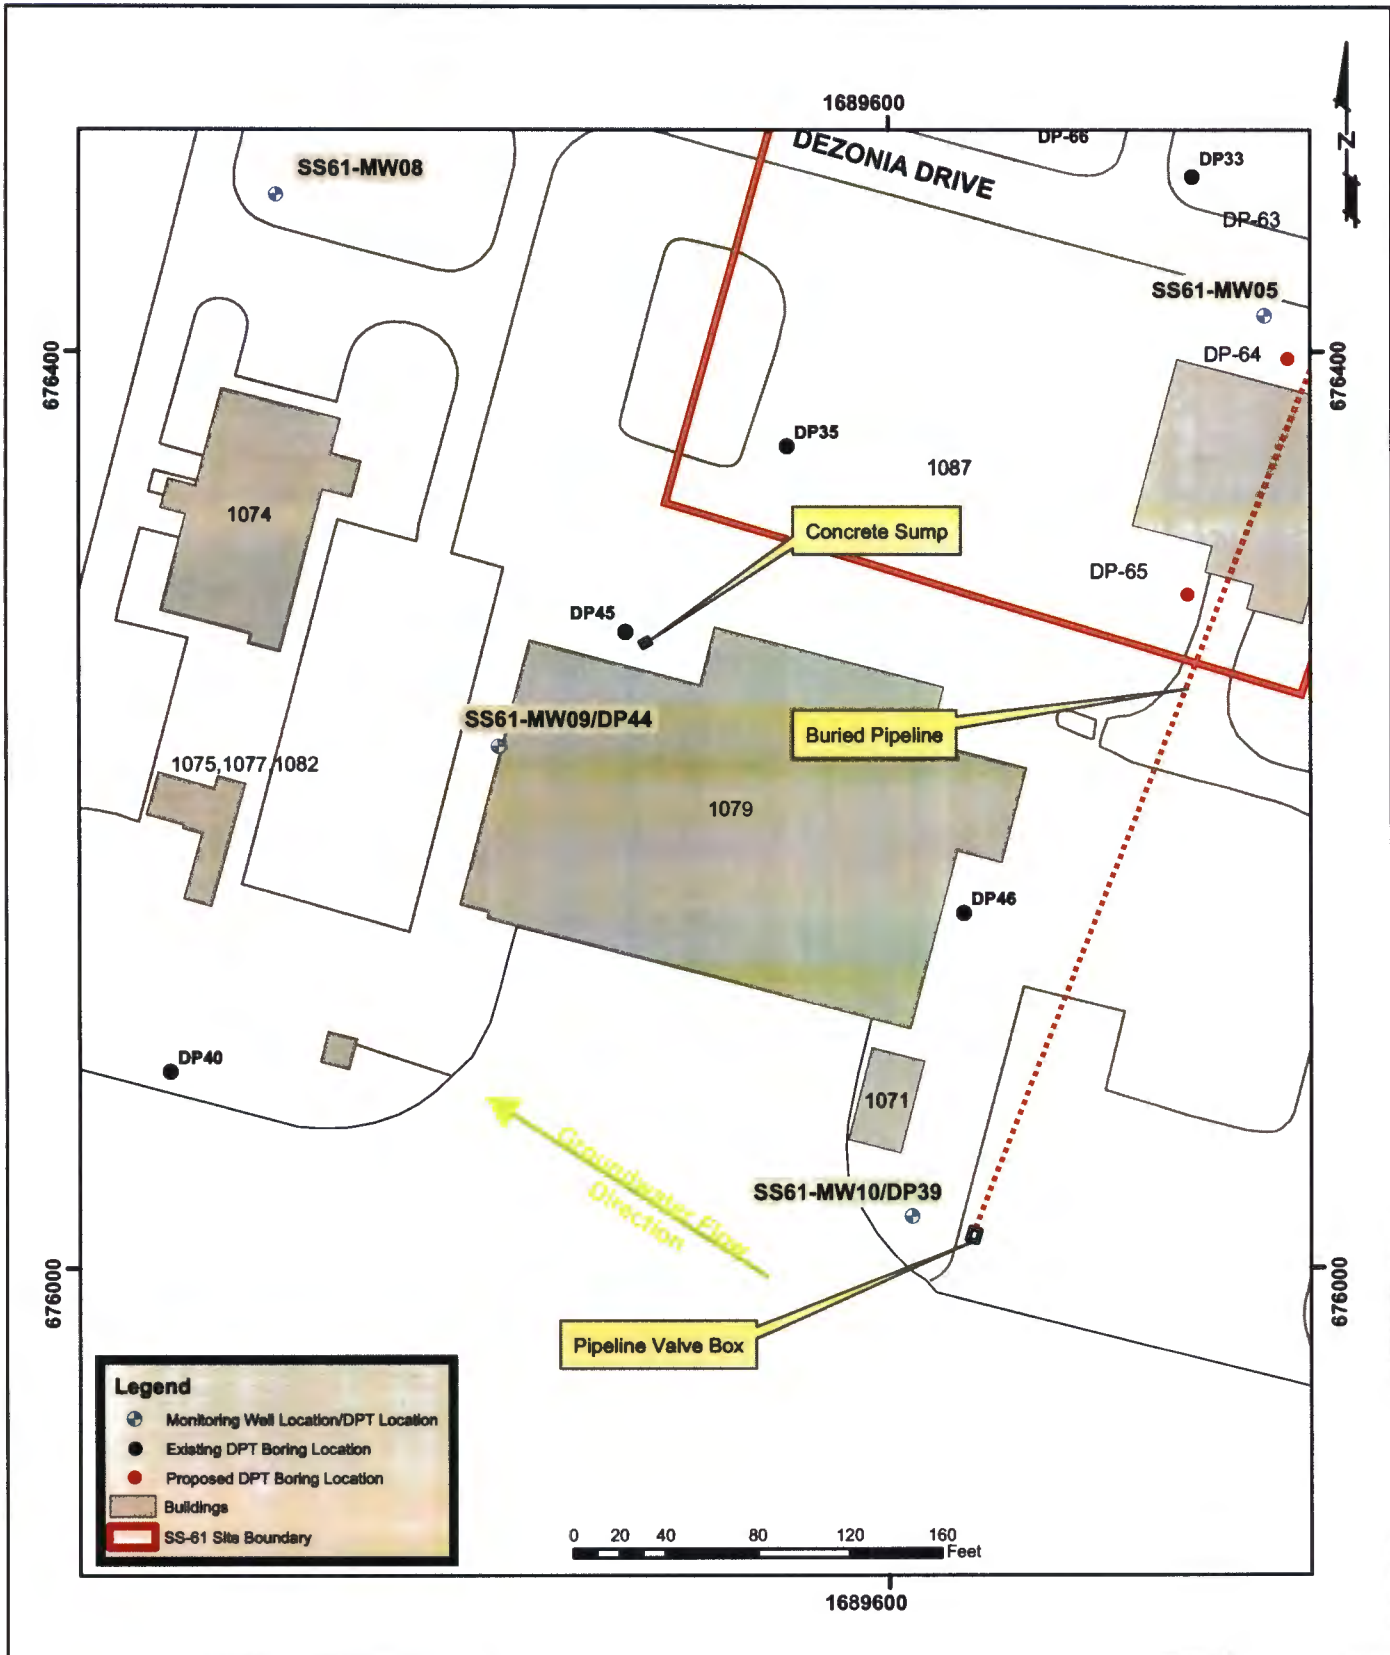 1689600
N
DP-66
DEZONIA DRIVE
DP33
SS61-MW08
DP-63
SS61-MW05
676400
676400
DP-64
DP35
1087
1074
Concrete Sump
DP-65
DP45
SS61-MW09/DP44
Buried Pipeline
1075,1077,1082
1079
DP46
DP40
1071
Groundwater Flow
Direction
SS61-MW10/DP39
676000
676000
Pipeline Valve Box
Legend
Monitoring Well Location/DPT Location
Existing DPT Boring Location
Proposed DPT Boring Location
Buildings
SS-61 Site Boundary
0 20 40 80 120 160
Feet
1689600